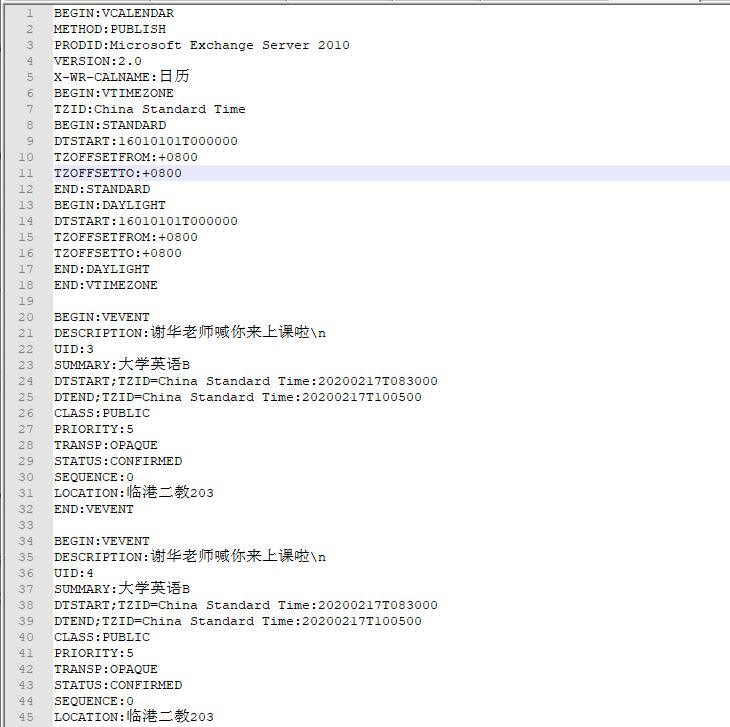 1 BEGIN:VCALENDAR
2 METHOD:PUBLISH
3 PRODID:Microsoft Exchange Server 2010
4 VERSION:2.0
5 X-WR-CALNAME:日历
6 BEGIN:VTIMEZONE
7 TZID:China Standard Time
8 BEGIN:STANDARD
9 DTSTART:16010101T000000
10 TZOFFSETFROM:+0800
11 TZOFFSETTO:+0800
12 END:STANDARD
13 BEGIN:DAYLIGHT
14 DTSTART:16010101T000000
15 TZOFFSETFROM:+0800
16 TZOFFSETTO:+0800
17 END:DAYLIGHT
18 END:VTIMEZONE
19
20 BEGIN:VEVENT
21 DESCRIPTION:谢华老师喊你来上课啦\n
22 UID:3
23 SUMMARY:大学英语B
24 DTSTART;TZID=China Standard Time:20200217T083000
25 DTEND;TZID=China Standard Time:20200217T100500
26 CLASS:PUBLIC
27 PRIORITY:5
28 TRANSP:OPAQUE
29 STATUS:CONFIRMED
30 SEQUENCE:0
31 LOCATION:临港二教203
32 END:VEVENT
33
34 BEGIN:VEVENT
35 DESCRIPTION:谢华老师喊你来上课啦\n
36 UID:4
37 SUMMARY:大学英语B
38 DTSTART;TZID=China Standard Time:20200217T083000
39 DTEND;TZID=China Standard Time:20200217T100500
40 CLASS:PUBLIC
41 PRIORITY:5
42 TRANSP:OPAQUE
43 STATUS:CONFIRMED
44 SEQUENCE:0
45 LOCATION:临港二教203